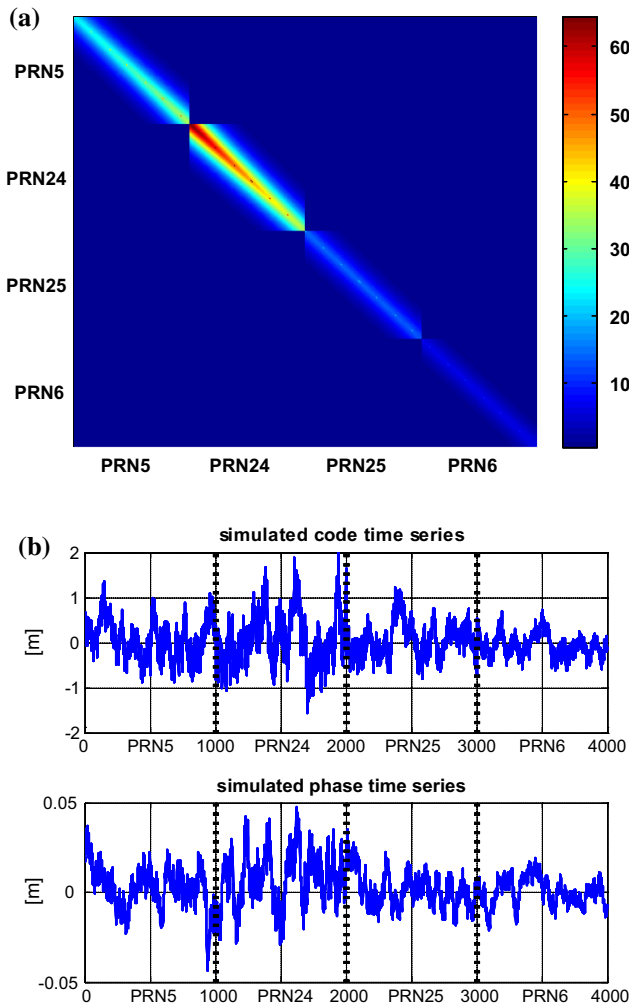 (a)
PRN5
PRN24
PRN25
PRN6
PRN5 PRN24 PRN25 PRN6
60
50
40
30
20
10
(b)
simulated code time series
2
1
0
-1
-2
[m]
0 PRN5 1000 PRN24 2000 PRN25 3000 PRN6 4000
simulated phase time series
0.05
0
-0.05
[m]
0 PRN5 1000 PRN24 2000 PRN25 3000 PRN6 4000